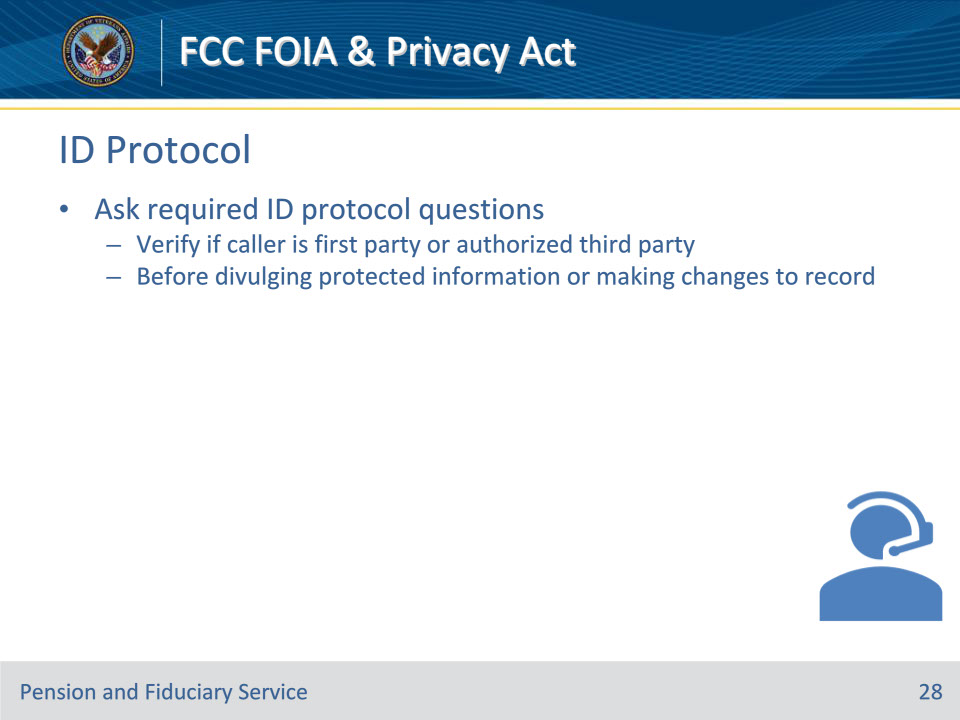 FCC FOIA & Privacy Act
ID Protocol
• Ask required ID protocol questions
– Verify if caller is first party or authorized third party
– Before divulging protected information or making changes to record
Pension and Fiduciary Service
28